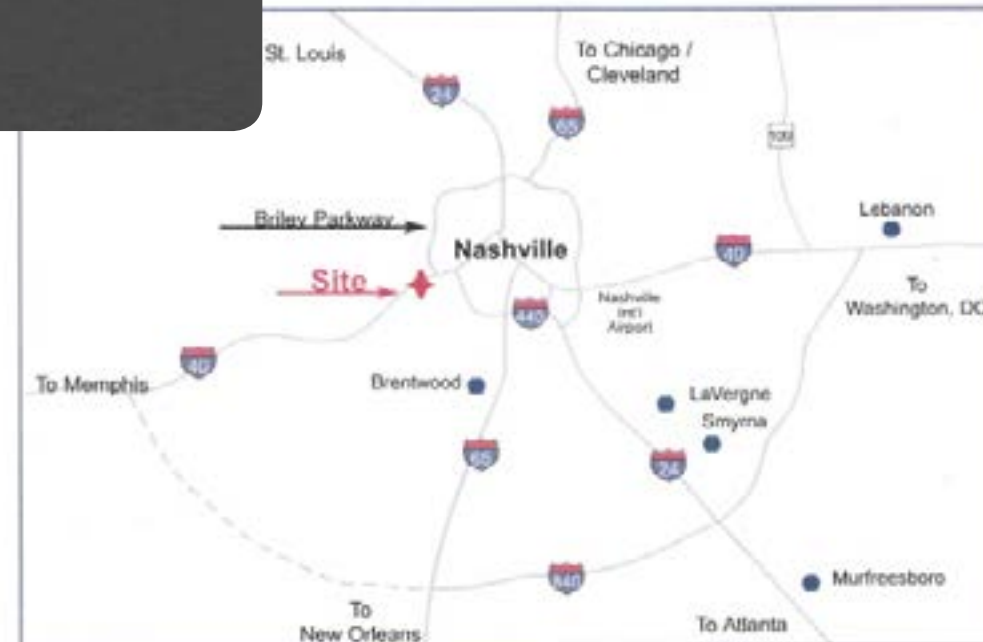 St. Louis
To Chicago /
Cleveland
24
65
109
Lebanon
Briley Parkway
Nashville
40
Site
To
Washington, DC
Nashville
Int'l
Airport
440
40
To Memphis
Brentwood
LaVergne
Smyrna
65
24
840
Murfreesboro
To
New Orleans
To Atlanta